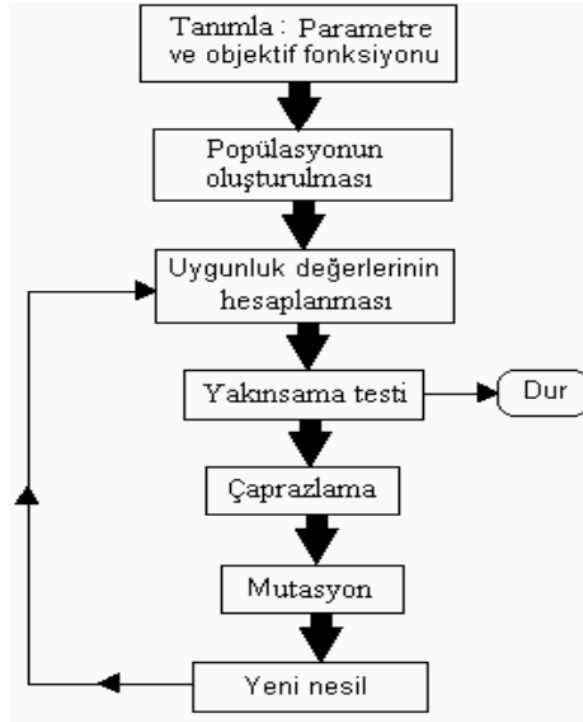 Tanımla: Parametre
ve objektif fonksiyonu
Popülasyonun
oluşturulması
Uygunluk değerlerinin
hesaplanması
Yakınsama testi
Dur
Çaprazlama
Mutasyon
Yeni nesil